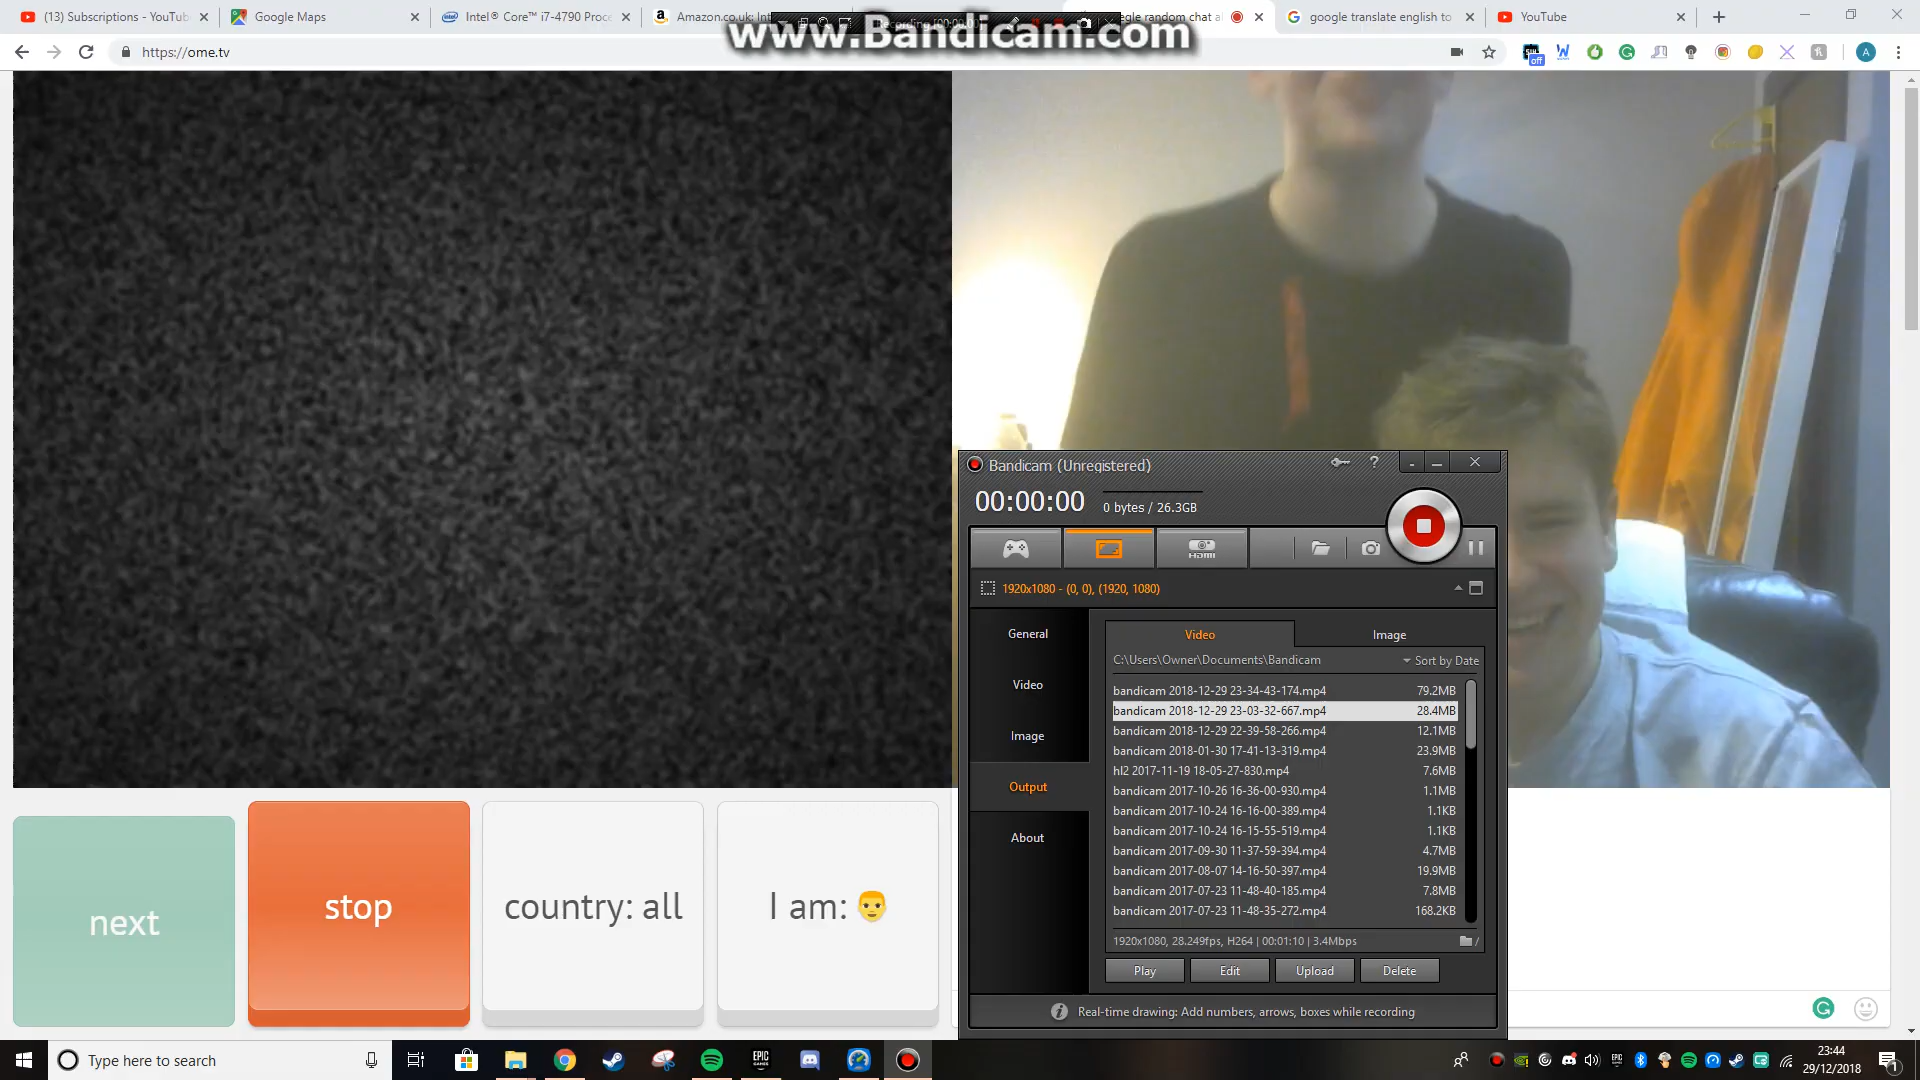 (13) Subscriptions - YouTub
Google Maps
Intel® Core™ i7-4790 Proce
Amazon.co.uk: Int
egle random chat a
google translate english to
YouTube
www.Bandicam.com
https://ome.tv
off
A
Bandicam (Unregistered)
00:00:00
0 bytes / 26.3GB
HDMI
1920x1080 - (0, 0), (1920, 1080)
General
Video
Image
Output
About
Video
Image
C:\Users\Owner\Documents\Bandicam
Sort by Date
bandicam 2018-12-29 23-34-43-174.mp4 79.2MB
bandicam 2018-12-29 23-03-32-667.mp4 28.4MB
bandicam 2018-12-29 22-39-58-266.mp4 12.1MB
bandicam 2018-01-30 17-41-13-319.mp4 23.9MB
hl2 2017-11-19 18-05-27-830.mp4 7.6MB
bandicam 2017-10-26 16-36-00-930.mp4 1.1MB
bandicam 2017-10-24 16-16-00-389.mp4 1.1KB
bandicam 2017-10-24 16-15-55-519.mp4 1.1KB
bandicam 2017-09-30 11-37-59-394.mp4 4.7MB
bandicam 2017-08-07 14-16-50-397.mp4 19.9MB
bandicam 2017-07-23 11-48-40-185.mp4 7.8MB
bandicam 2017-07-23 11-48-35-272.mp4 168.2KB
1920x1080, 28.249fps, H264 | 00:01:10 | 3.4Mbps
Play
Edit
Upload
Delete
Real-time drawing: Add numbers, arrows, boxes while recording
next
stop
country: all
I am:
Type here to search
EPIC GAMES
23:44
29/12/2018
1